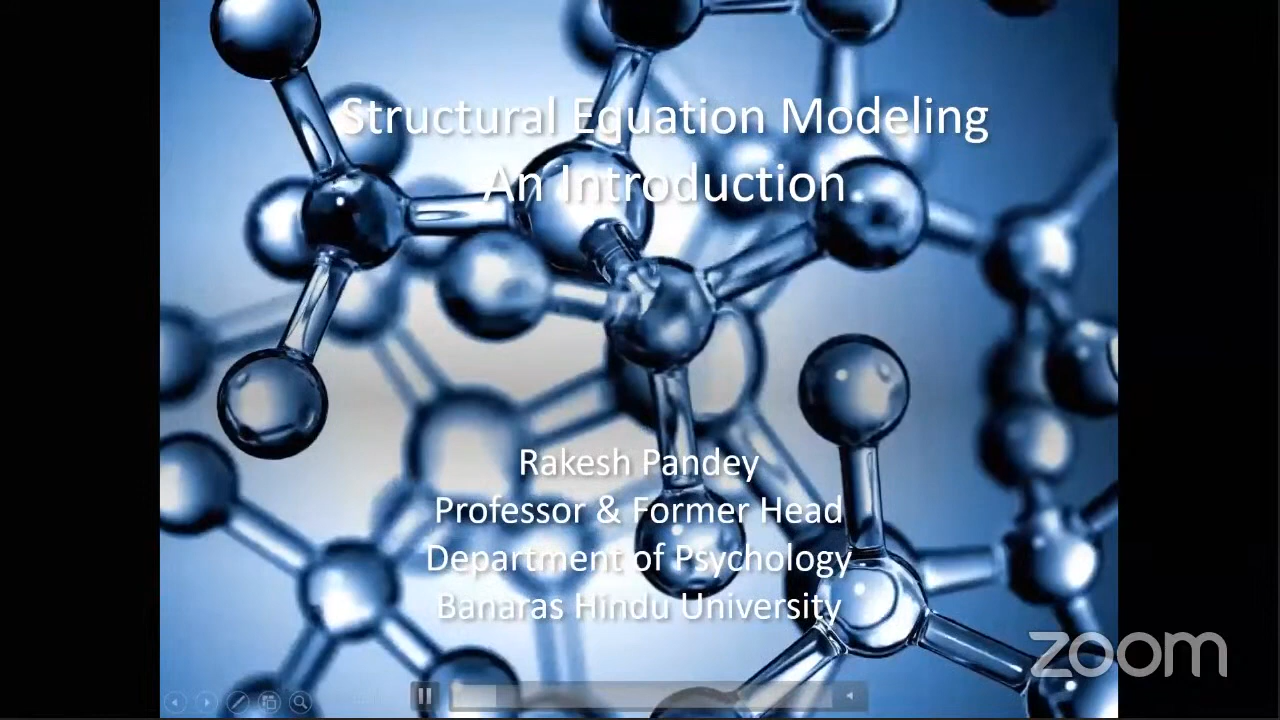 Structural Equation Modeling
An Introduction
Rakesh Pandey
Professor & Former Head
Department of Psychology
Banaras Hindu University
zoom